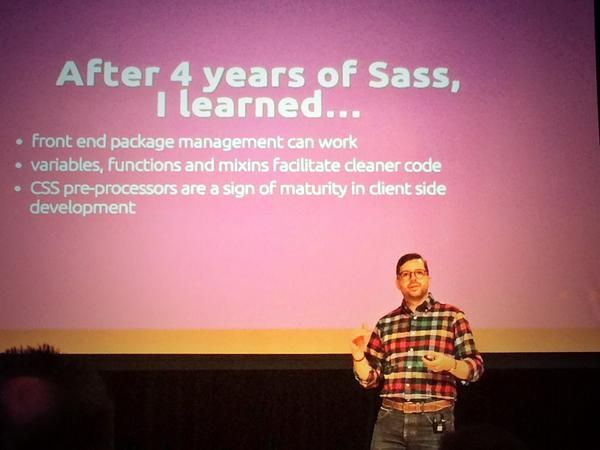 After 4 years of Sass,
I learned...
• front end package management can work
• variables, functions and mixins facilitate cleaner code
• CSS pre-processors are a sign of maturity in client side
development